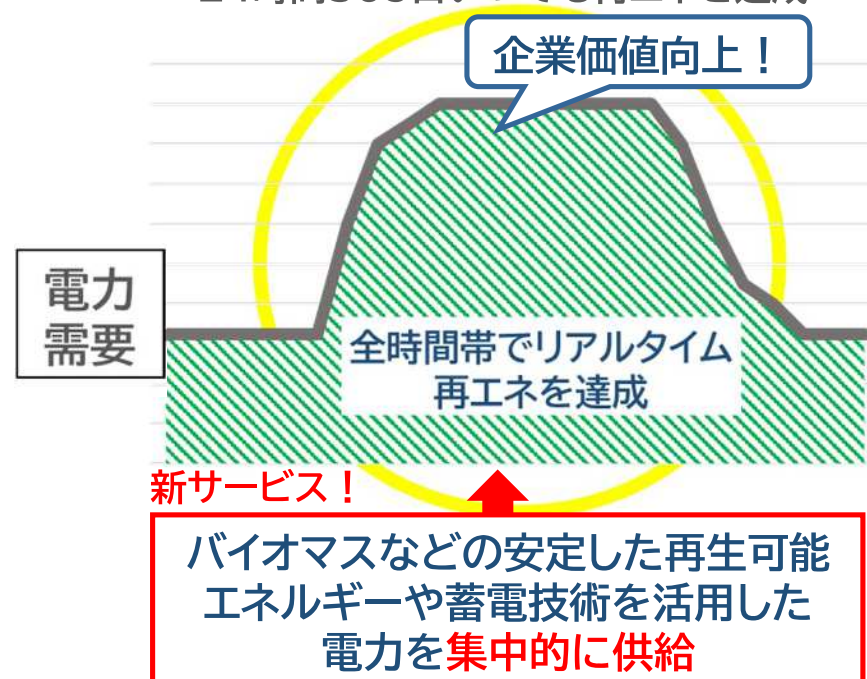 企業価値向上！
電力
需要
全時間帯でリアルタイム
再エネを達成
新サービス！
バイオマスなどの安定した再生可能
エネルギーや蓄電技術を活用した
電力を集中的に供給